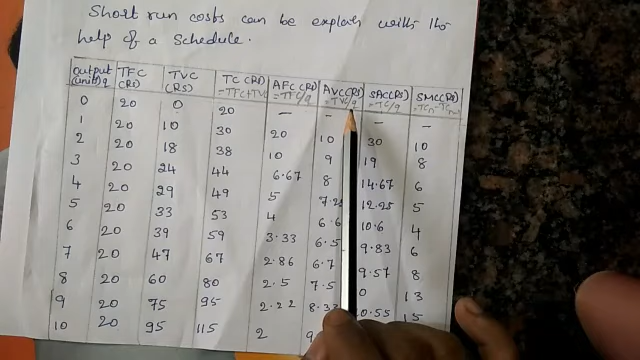 Short run costs can be explain with the
help of a schedule.
output (units) q TFC (RS) TVC (RS) TC (RS) =TFC+TVC AFC (RS) =TFC/q AVC(RS) =TVC/q SAC(RS) =TC/q SMC(RS) =TCn-TCn-1
0 20 0 20 — — — —
1 20 10 30 20 10 30 10
2 20 18 38 10 9 19 8
3 20 24 44 6.67 8 14.67 6
4 20 29 49 5 7.25 12.25 5
5 20 33 53 4 6.6 10.6 4
6 20 39 59 3.33 6.5 9.83 6
7 20 47 67 2.86 6.7 9.57 8
8 20 60 80 2.5 7.5 0 13
9 20 75 95 2.22 8.33 0.55 15
10 20 95 115 2 9